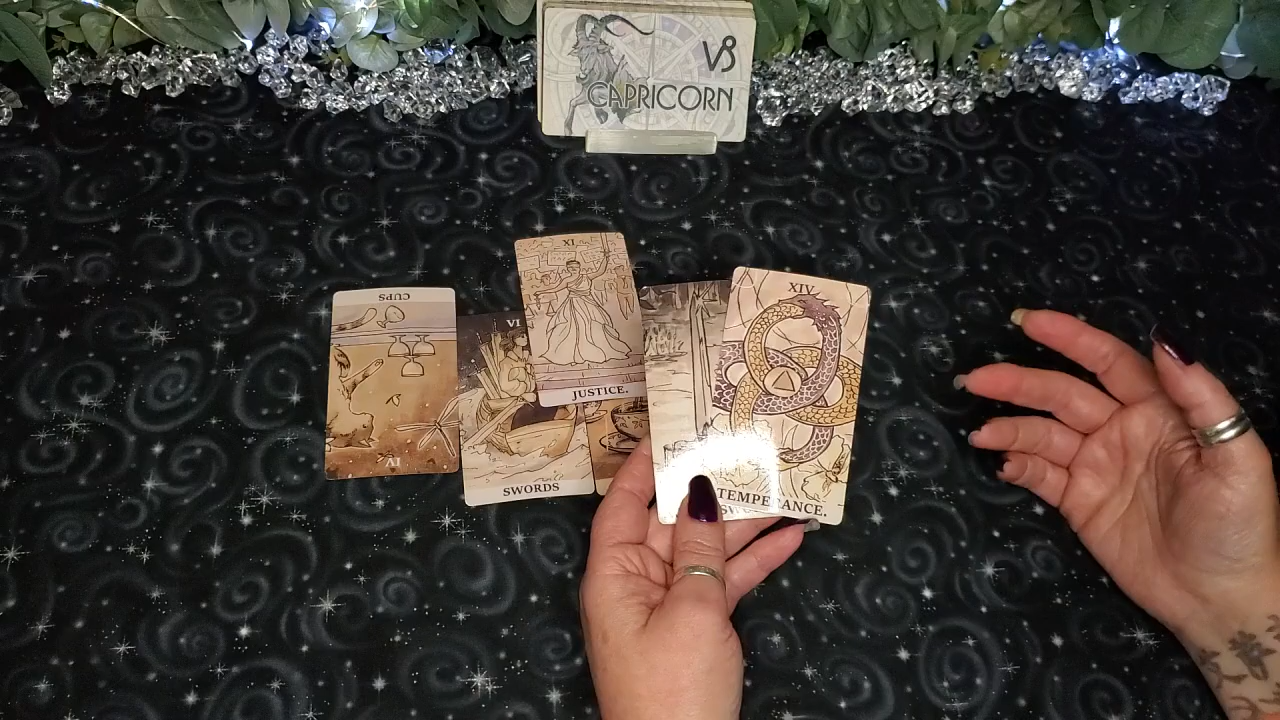 CAPRICORN
XI
JUSTICE.
CUPS
IV
VI
SWORDS
XIV
TEMPERANCE.